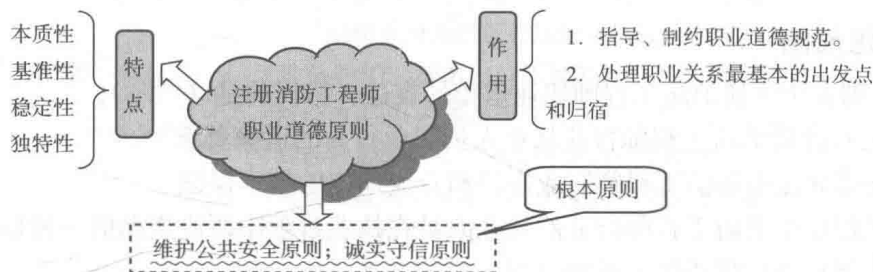 本质性
基准性
稳定性
独特性
特点
注册消防工程师
职业道德原则
作用
1. 指导、制约职业道德规范。
2. 处理职业关系最基本的出发点
和归宿
根本原则
维护公共安全原则；诚实守信原则